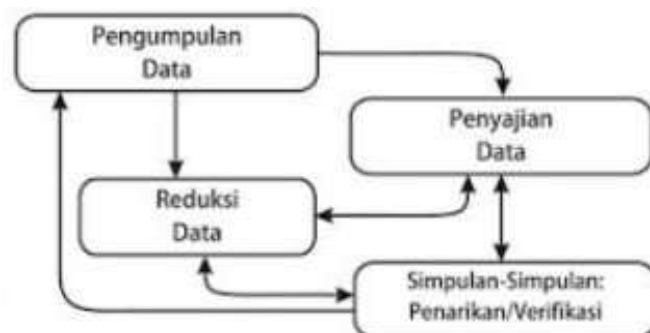 Pengumpulan
Data
Penyajian
Data
Reduksi
Data
Simpulan-Simpulan:
Penarikan/Verifikasi